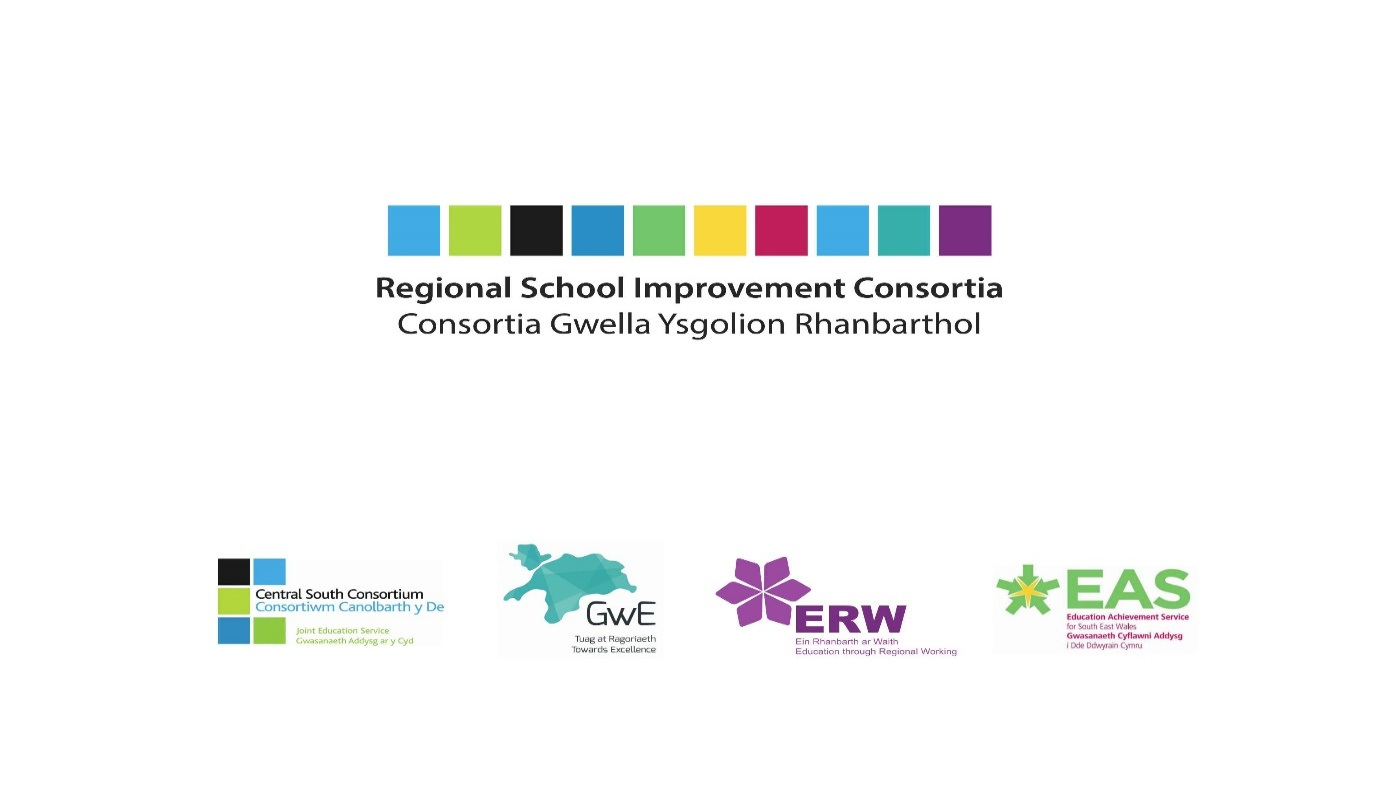 Regional School Improvement Consortia
Consortia Gwella Ysgolion Rhanbarthol
Central South Consortium
Consortiwm Canolbarth y De
Joint Education Service
Gwasanaeth Addysg ar y Cyd
GwE
Tuag at Ragoriaeth
Towards Excellence
ERW
Ein Rhanbarth ar Waith
Education through Regional Working
EAS
Education Achievement Service
for South East Wales
Gwasanaeth Cyflawni Addysg
i Dde Ddwyrain Cymru